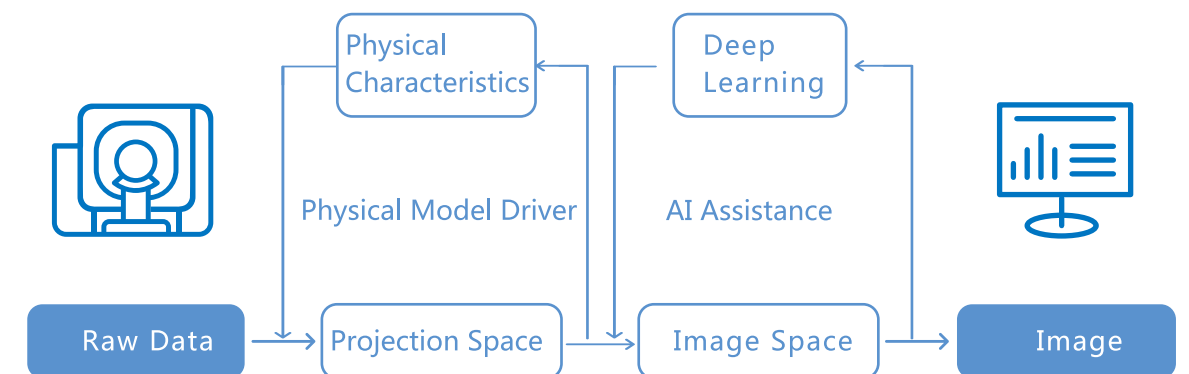 Physical
Characteristics
Deep
Learning
Physical Model Driver
AI Assistance
Raw Data
Projection Space
Image Space
Image